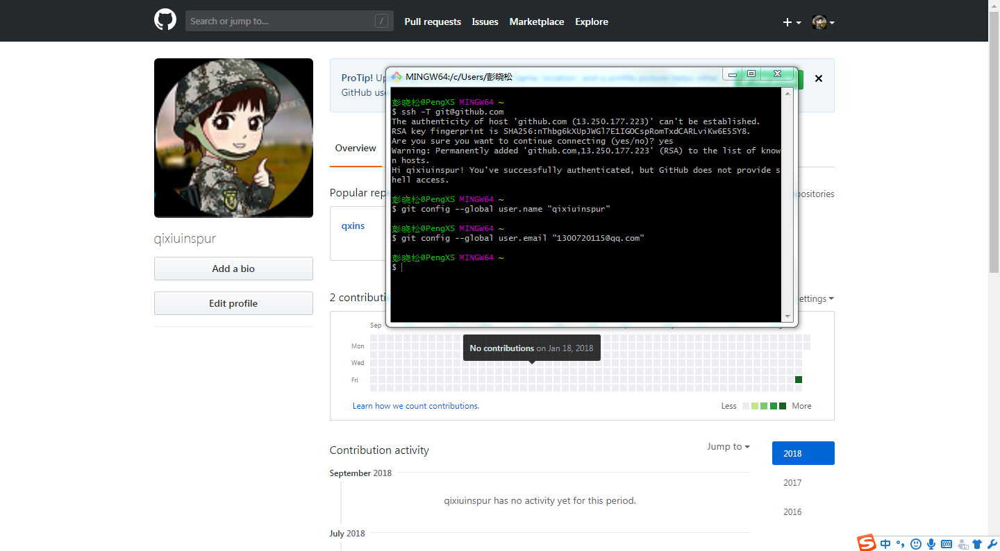 Search or jump to...
/
Pull requests
Issues
Marketplace
Explore
ProTip! Up
GitHub use
MINGW64:/c/Users/彭晓松
彭晓松@PengXS MINGW64 ~
$ ssh -T git@github.com
The authenticity of host 'github.com (13.250.177.223)' can't be established.
RSA key fingerprint is SHA256:nThbg6kXUpJWGl7E1IGOCspRomTxdCARLviKw6E5SY8.
Are you sure you want to continue connecting (yes/no)? yes
Warning: Permanently added 'github.com,13.250.177.223' (RSA) to the list of know
n hosts.
Hi qixiuinspur! You've successfully authenticated, but GitHub does not provide s
hell access.
彭晓松@PengXS MINGW64 ~
$ git config --global user.name "qixiuinspur"
彭晓松@PengXS MINGW64 ~
$ git config --global user.email "1300720115@qq.com"
彭晓松@PengXS MINGW64 ~
$
Overview
Popular rep
positories
qxins
qixiuinspur
Add a bio
Edit profile
2 contributi
ettings
Sep
Mon
Wed
Fri
No contributions on Jan 18, 2018
Learn how we count contributions.
Less
More
Contribution activity
Jump to
2018
2017
2016
September 2018
qixiuinspur has no activity yet for this period.
July 2018
中